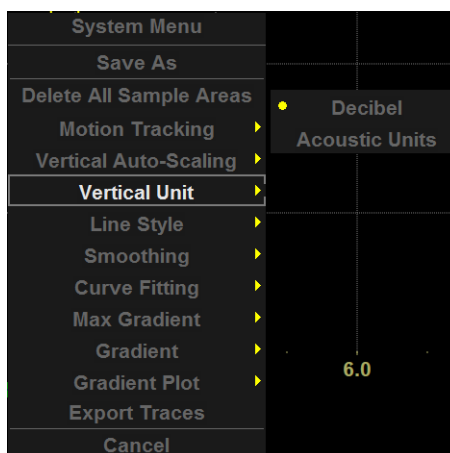 System Menu
Save As
Delete All Sample Areas
Motion Tracking
Vertical Auto-Scaling
Vertical Unit
Line Style
Smoothing
Curve Fitting
Max Gradient
Gradient
Gradient Plot
Export Traces
Cancel
Decibel
Acoustic Units
6.0